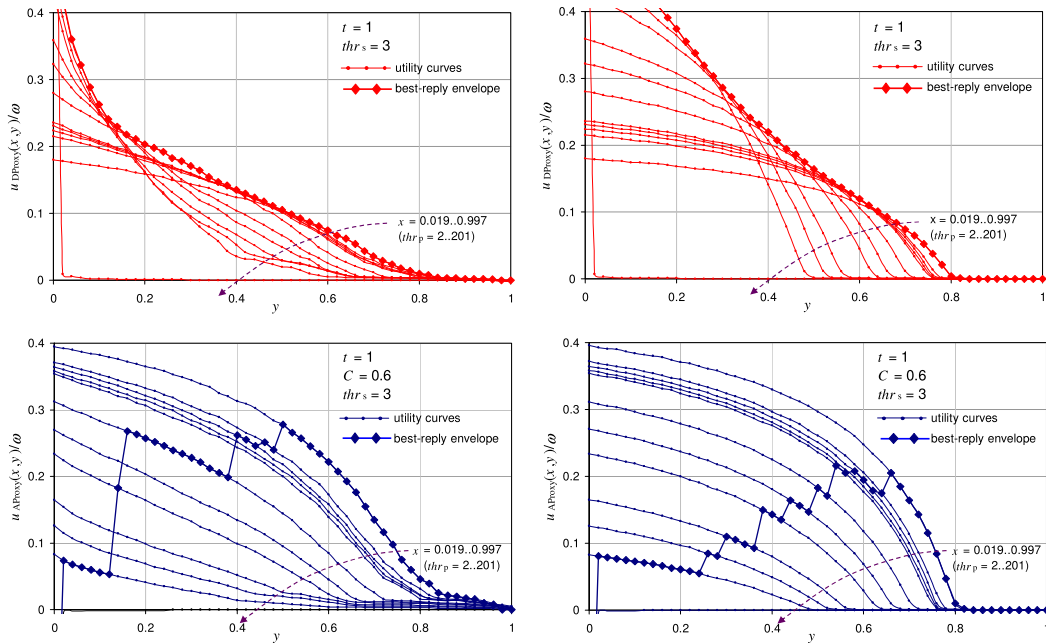 0.4
0.3
0.2
0.1
0
u DProxy(x ,y )/ω
t = 1
thr s = 3
utility curves
best-reply envelope
x = 0.019..0.997
(thr p = 2..201)
0 0.2 0.4 0.6 0.8 1
y
0.4
0.3
0.2
0.1
0
u DProxy(x ,y )/ω
t = 1
thr s = 3
utility curves
best-reply envelope
x = 0.019..0.997
(thr p = 2..201)
0 0.2 0.4 0.6 0.8 1
y
0.4
0.3
0.2
0.1
0
u AProxy(x ,y )/ω
t = 1
C = 0.6
thr s = 3
utility curves
best-reply envelope
x = 0.019..0.997
(thr p = 2..201)
0 0.2 0.4 0.6 0.8 1
y
0.4
0.3
0.2
0.1
0
u AProxy(x ,y )/ω
t = 1
C = 0.6
thr s = 3
utility curves
best-reply envelope
x = 0.019..0.997
(thr p = 2..201)
0 0.2 0.4 0.6 0.8 1
y